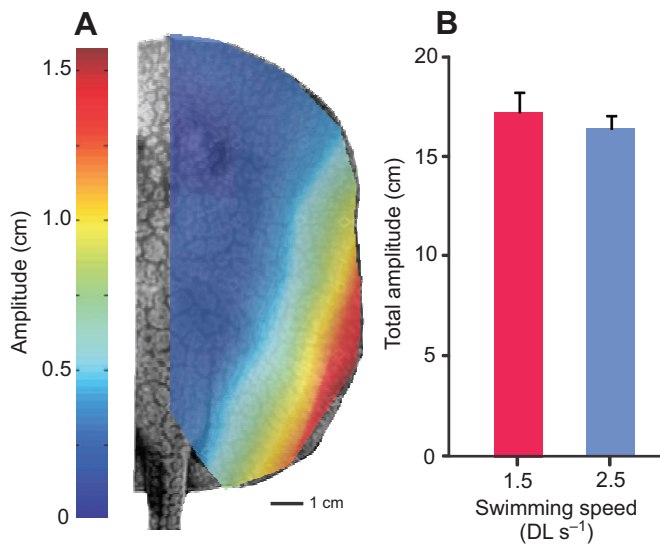 A
1.5
1.0
0.5
0
Amplitude (cm)
1 cm
B
20
15
10
5
0
Total amplitude (cm)
1.5 2.5
Swimming speed
(DL s⁻¹)